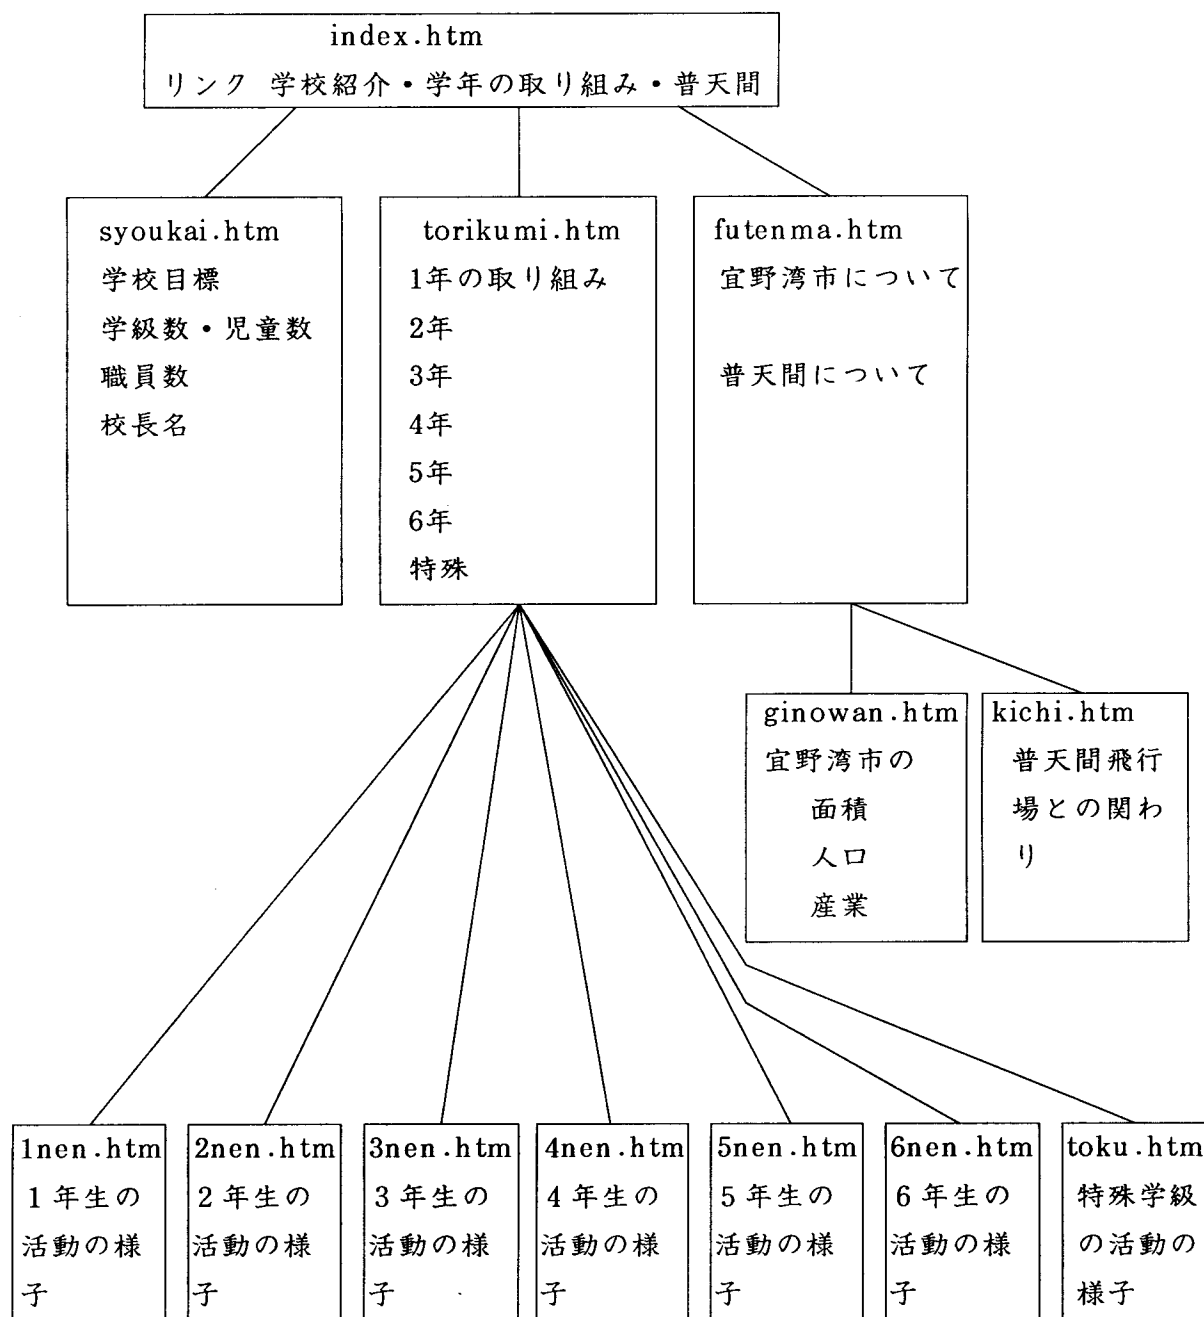 index.htm
リンク 学校紹介・学年の取り組み・普天間
syoukai.htm
学校目標
学級数・児童数
職員数
校長名
torikumi.htm
1年の取り組み
2年
3年
4年
5年
6年
特殊
futenma.htm
宜野湾市について
普天間について
ginowan.htm
宜野湾市の
面積
人口
産業
kichi.htm
普天間飛行
場との関わ
り
1nen.htm
1年生の
活動の様
子
2nen.htm
2年生の
活動の様
子
3nen.htm
3年生の
活動の様
子
4nen.htm
4年生の
活動の様
子
5nen.htm
5年生の
活動の様
子
6nen.htm
6年生の
活動の様
子
toku.htm
特殊学級
の活動の
様子